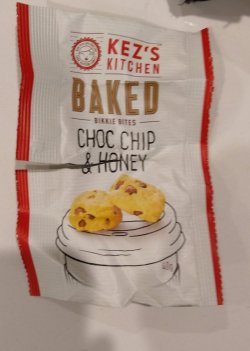 KEZ'S
KITCHEN
BAKED
BIKKIE BITES
CHOC CHIP
& HONEY